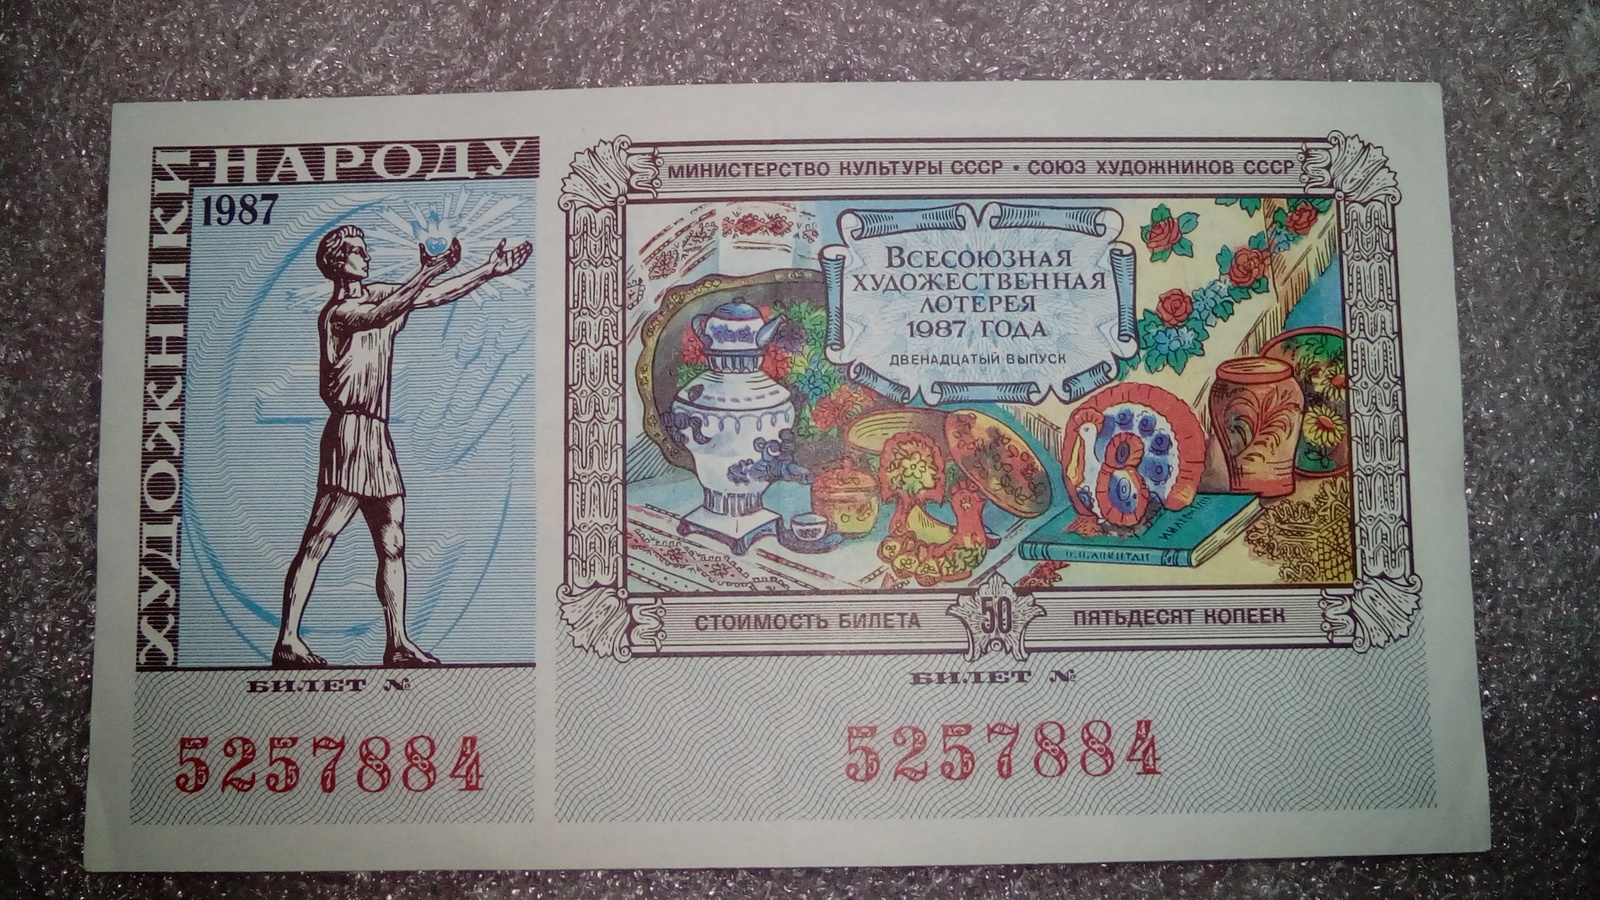 ХУДОЖНИКИ-НАРОДУ
1987
БИЛЕТ №
5257884
МИНИСТЕРСТВО КУЛЬТУРЫ СССР • СОЮЗ ХУДОЖНИКОВ СССР
ВСЕСОЮЗНАЯ
ХУДОЖЕСТВЕННАЯ
ЛОТЕРЕЯ
1987 ГОДА
ДВЕНАДЦАТЫЙ ВЫПУСК
СТОИМОСТЬ БИЛЕТА 50 ПЯТЬДЕСЯТ КОПЕЕК
БИЛЕТ №
5257884